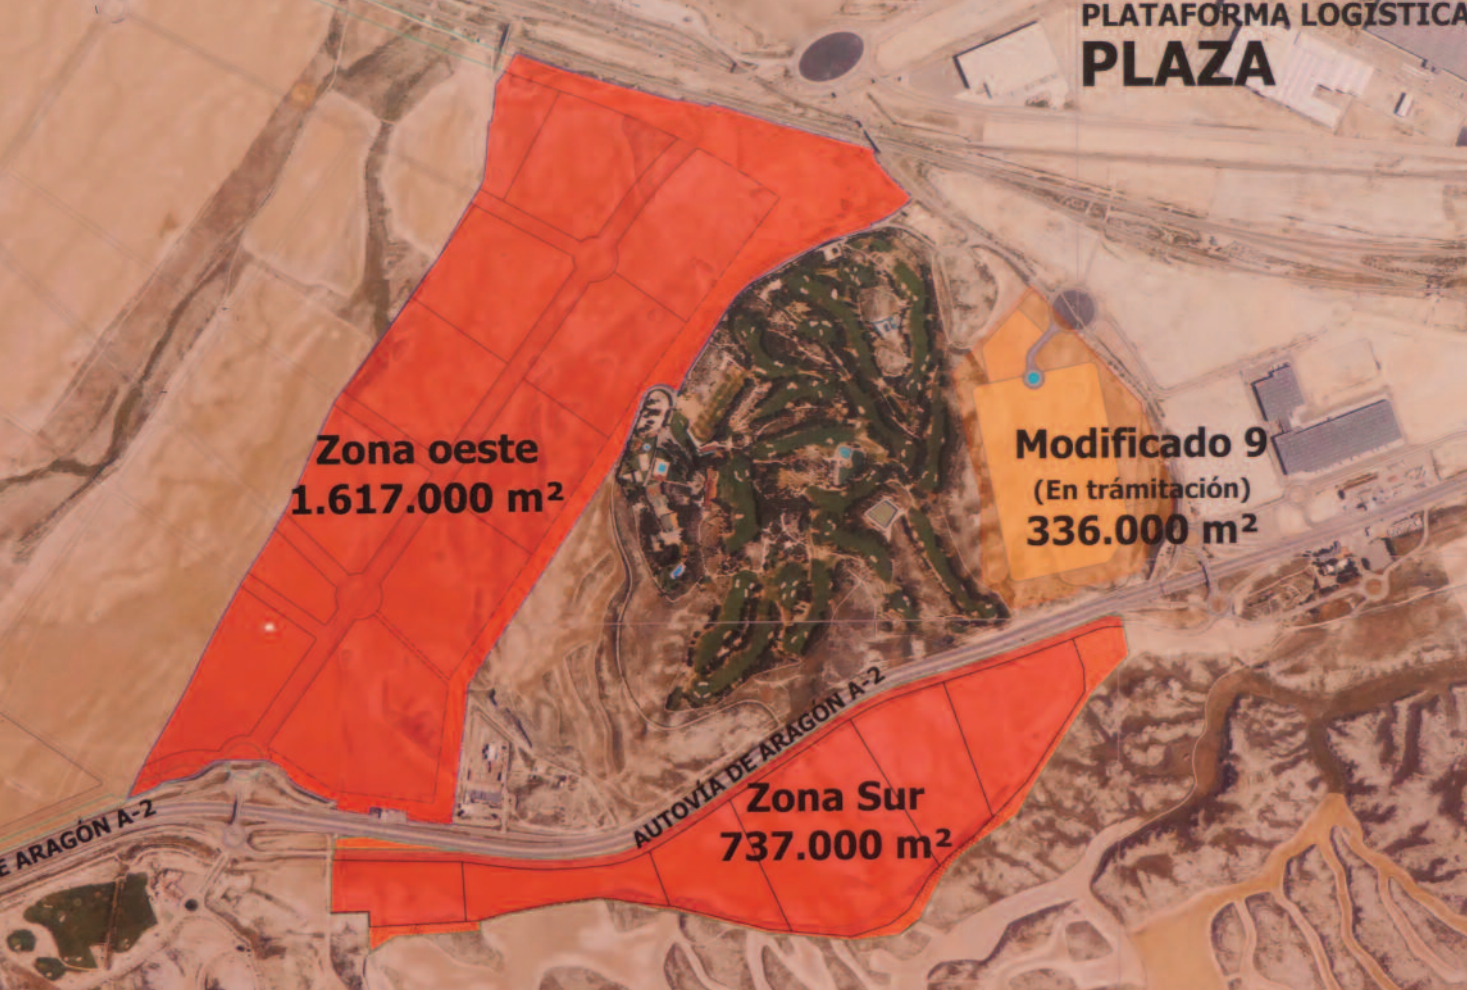 PLATAFORMA LOGÍSTICA
PLAZA
Zona oeste
1.617.000 m²
Modificado 9
(En trámitación)
336.000 m²
AUTOVÍA DE ARAGÓN A-2
Zona Sur
737.000 m²
E ARAGÓN A-2